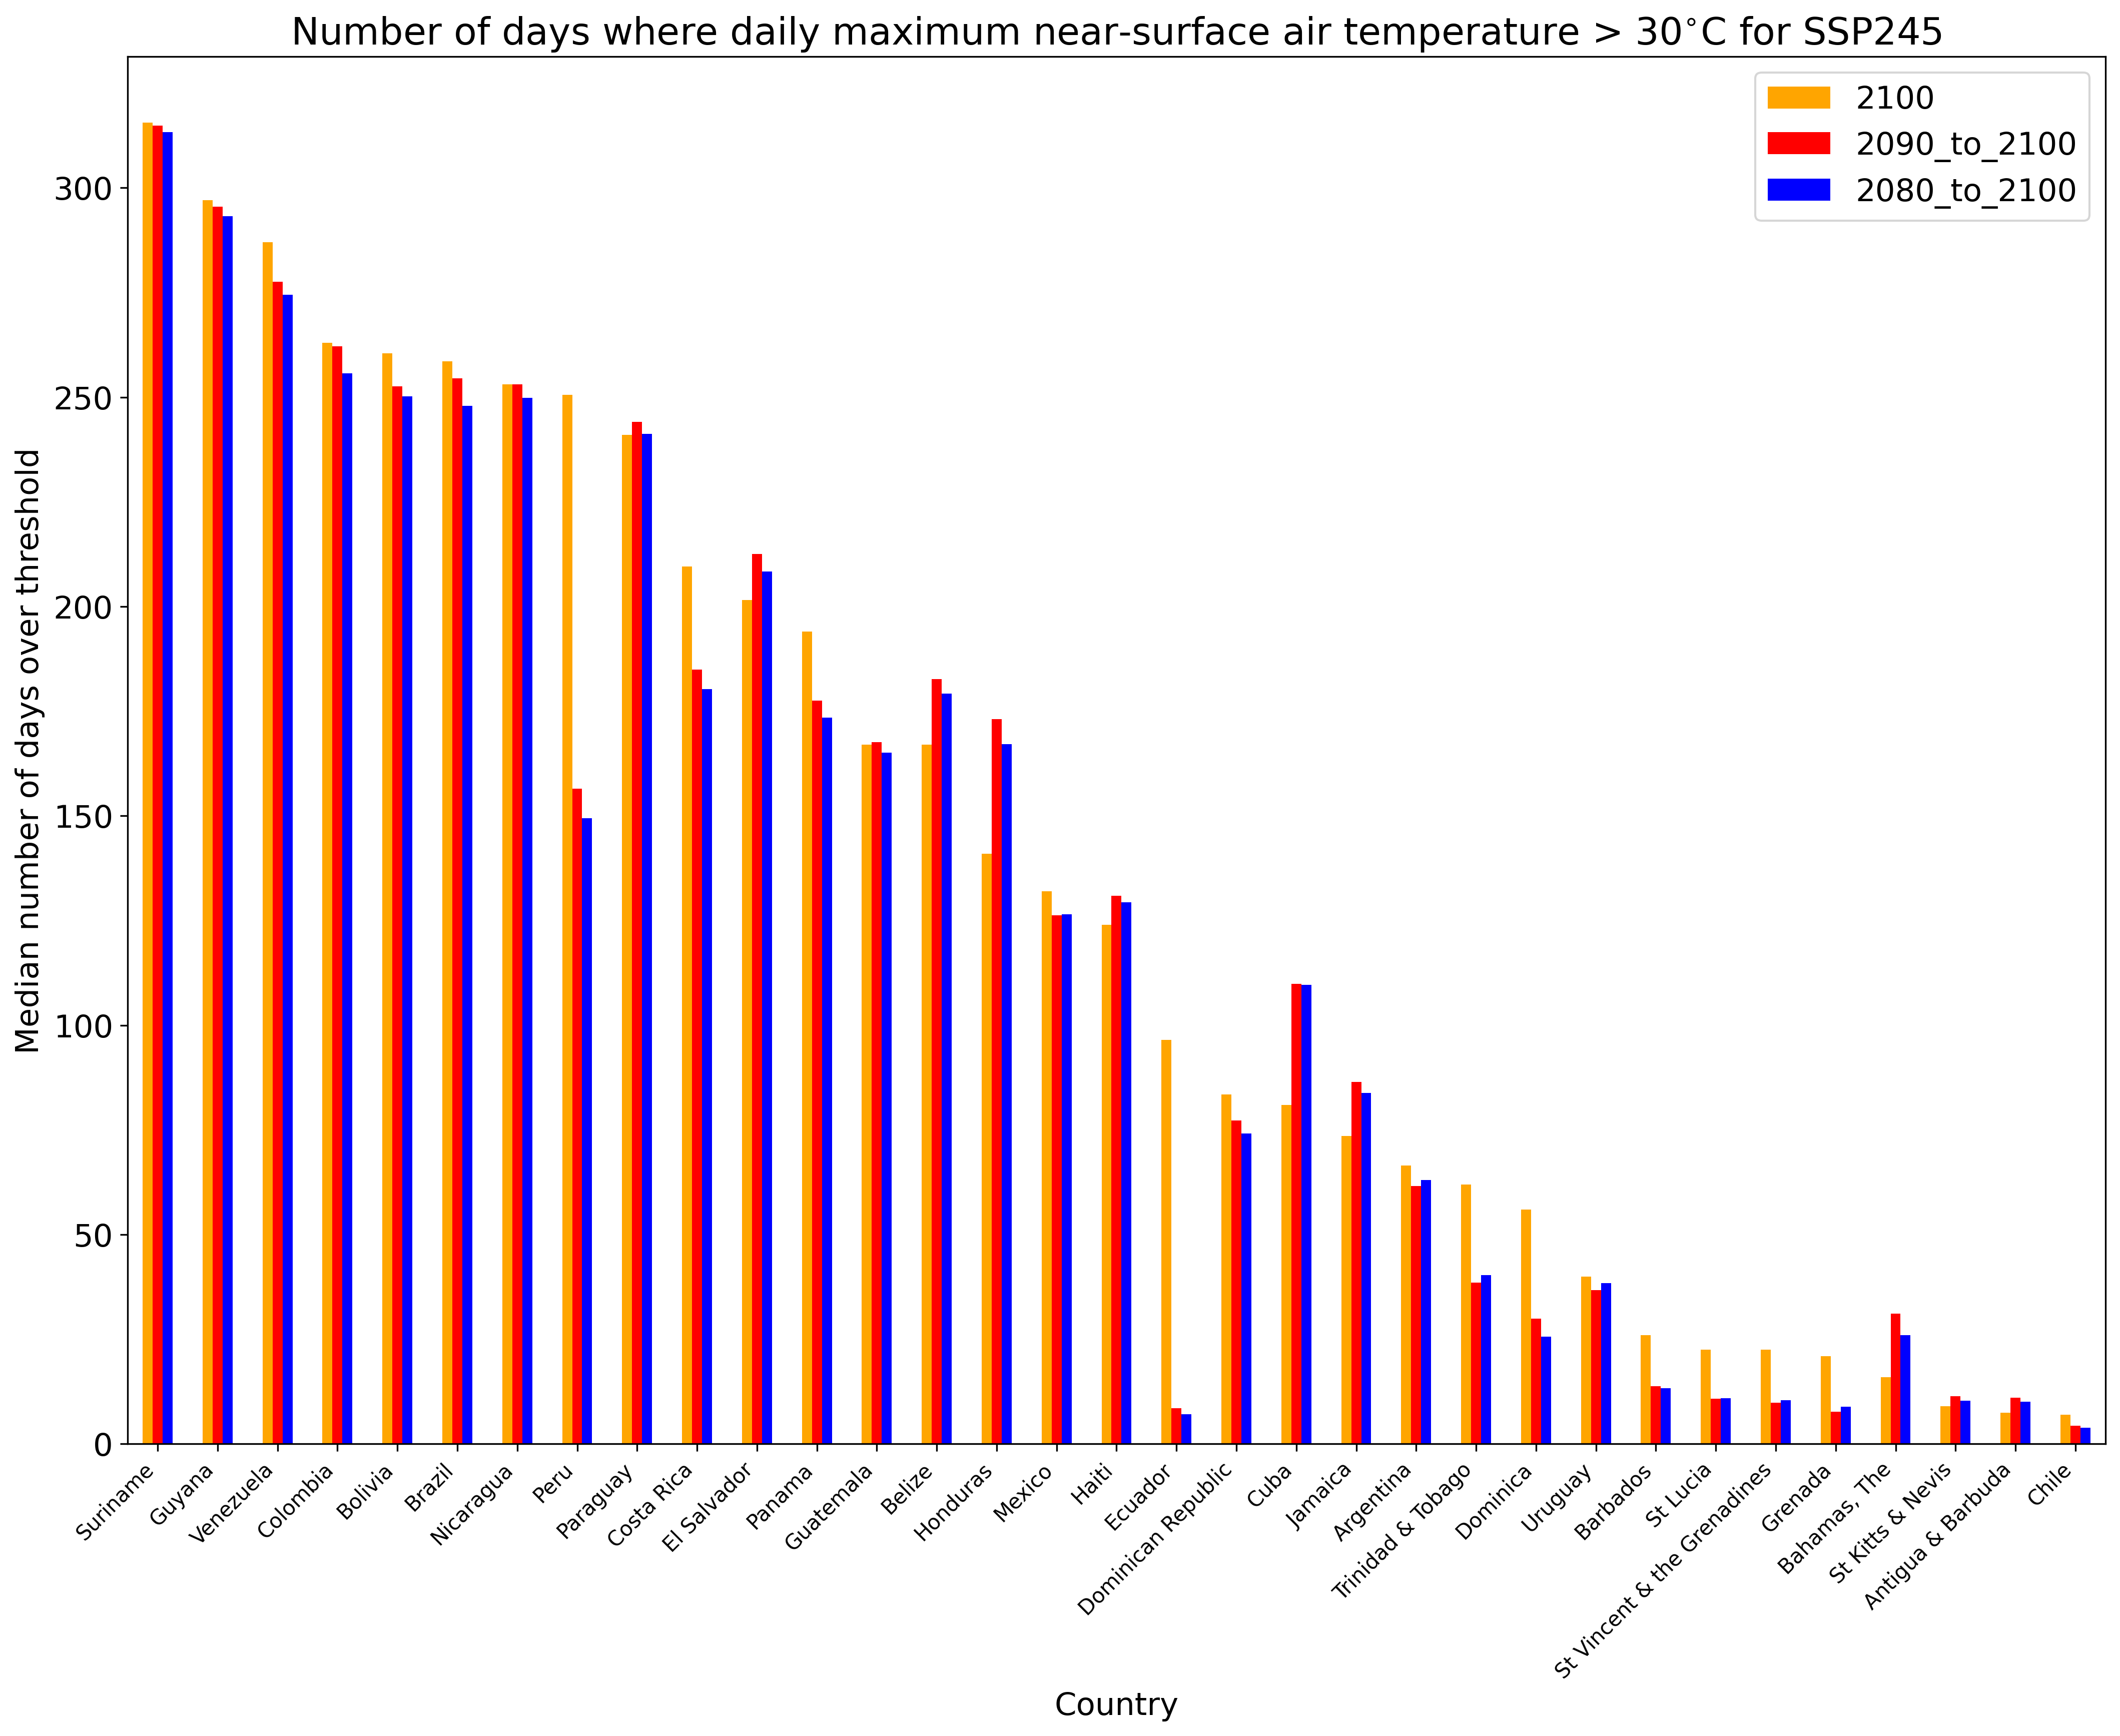 Number of days where daily maximum near-surface air temperature > 30°C for SSP245
2100
2090_to_2100
2080_to_2100
Median number of days over threshold
300
250
200
150
100
50
0
Suriname
Guyana
Venezuela
Colombia
Bolivia
Brazil
Nicaragua
Peru
Paraguay
Costa Rica
El Salvador
Panama
Guatemala
Belize
Honduras
Mexico
Haiti
Ecuador
Dominican Republic
Cuba
Jamaica
Argentina
Trinidad & Tobago
Dominica
Uruguay
Barbados
St Lucia
St Vincent & the Grenadines
Grenada
Bahamas, The
St Kitts & Nevis
Antigua & Barbuda
Chile
Country